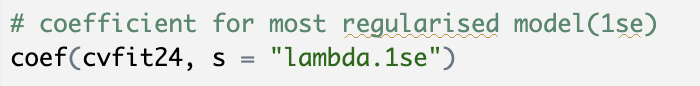 # coefficient for most regularised model(1se)
coef(cvfit24, s = "lambda.1se")